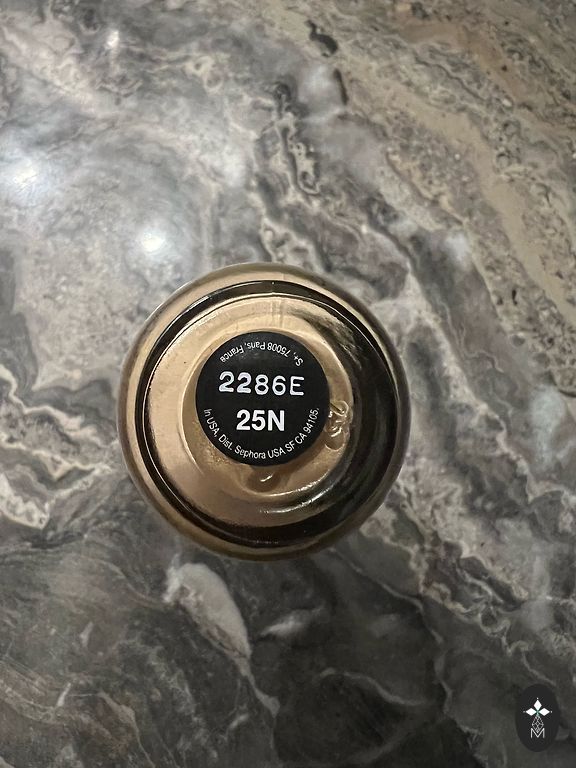 S+, 75008 Paris, France
2286E
25N
In USA, Dist. Sephora USA SF CA 94105.
M